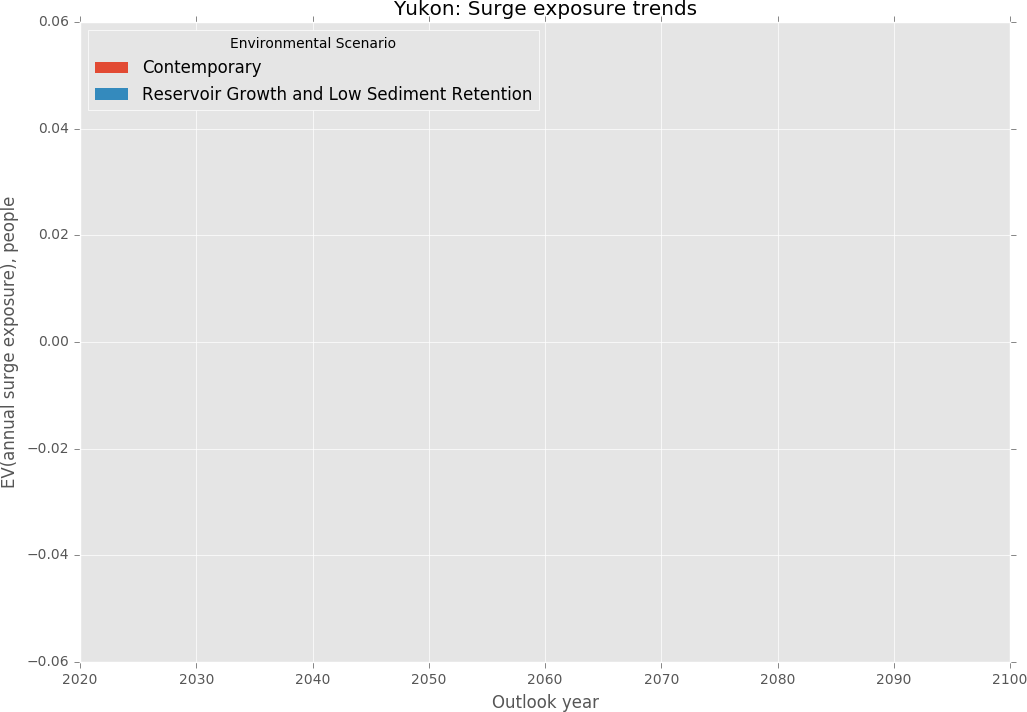 Yukon: Surge exposure trends
0.06
Environmental Scenario
Contemporary
Reservoir Growth and Low Sediment Retention
0.04
0.02
0.00
−0.02
−0.04
−0.06
EV(annual surge exposure), people
2020 2030 2040 2050 2060 2070 2080 2090 2100
Outlook year